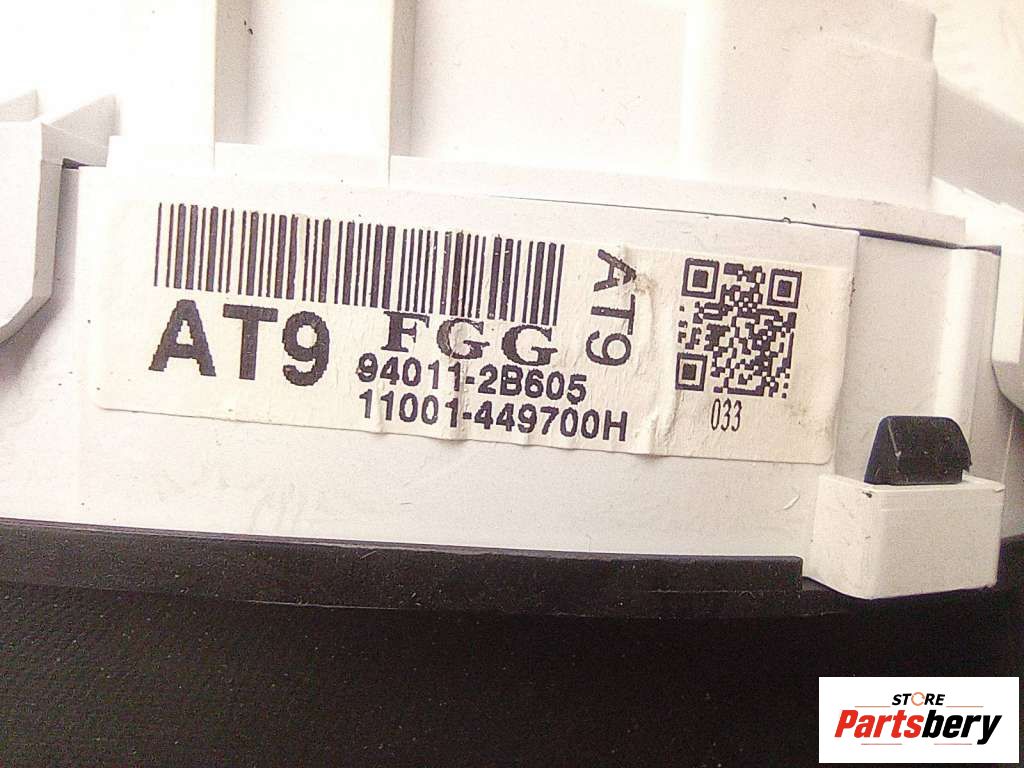 AT9
FGG
94011-2B605
11001-449700H
AT9
033
STORE
Partsbery